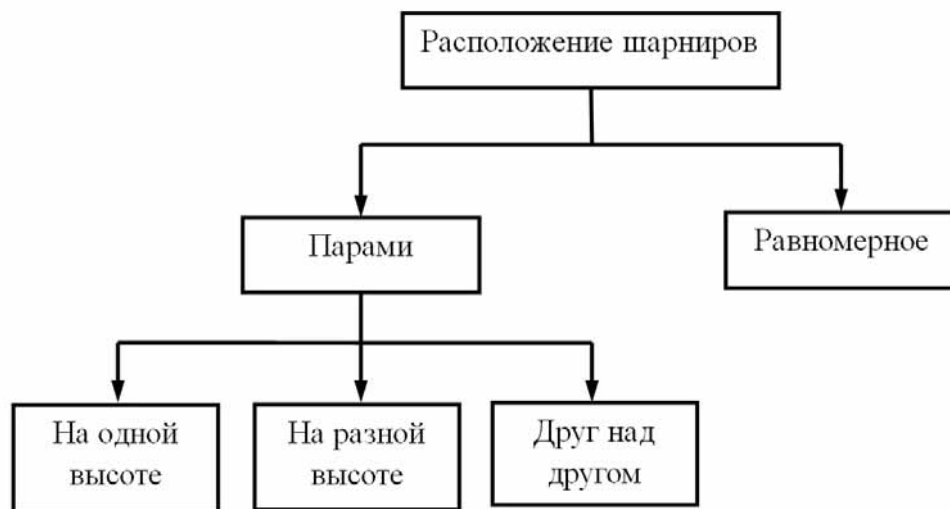 Расположение шарниров
Парами
Равномерное
На одной
высоте
На разной
высоте
Друг над
другом